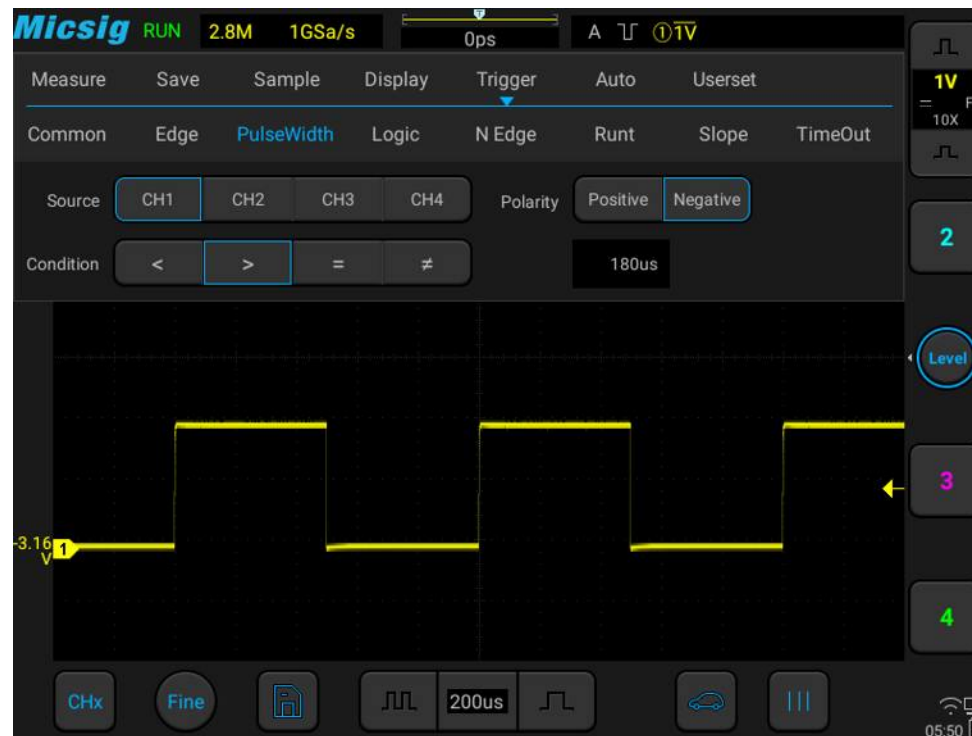 Micsig RUN 2.8M 1GSa/s 0ps A ①1V
Measure Save Sample Display Trigger Auto Userset
Common Edge PulseWidth Logic N Edge Runt Slope TimeOut
Source CH1 CH2 CH3 CH4 Polarity Positive Negative
Condition < > = ≠ 180us
1V
F
10X
2
Level
3
-3.16 1
V
4
CHx Fine 200us
05:50